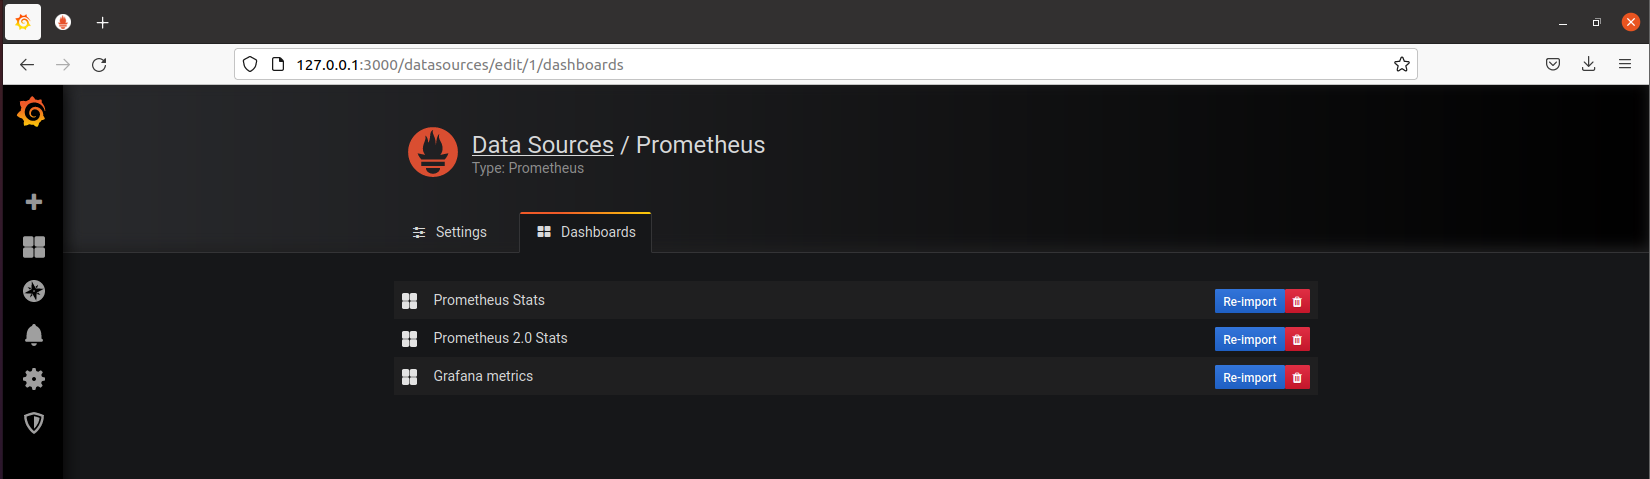 127.0.0.1:3000/datasources/edit/1/dashboards
Data Sources / Prometheus
Type: Prometheus
Settings Dashboards
Prometheus Stats Re-import
Prometheus 2.0 Stats Re-import
Grafana metrics Re-import